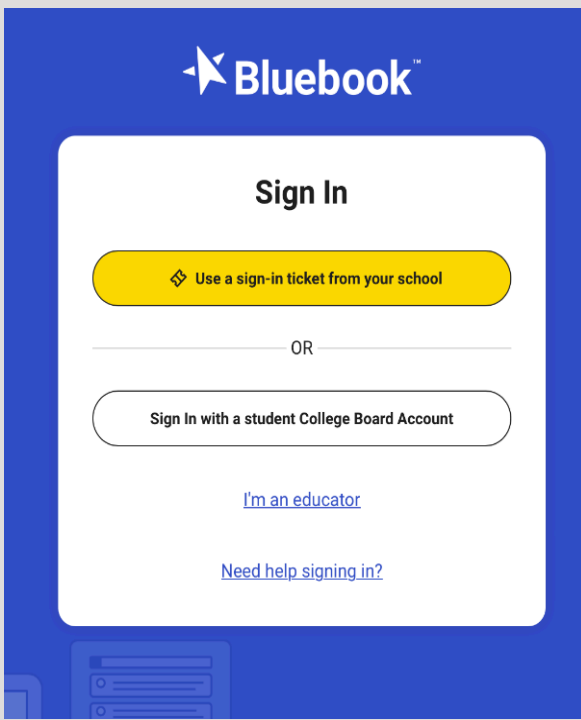 Bluebook™
Sign In
Use a sign-in ticket from your school
OR
Sign In with a student College Board Account
I'm an educator
Need help signing in?